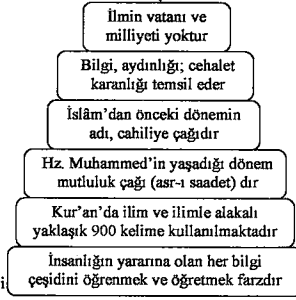 İlmin vatanı ve
milliyeti yoktur
Bilgi, aydınlığı; cehalet
karanlığı temsil eder
İslâm’dan önceki dönemin
adı, cahiliye çağıdır
Hz. Muhammed’in yaşadığı dönem
mutluluk çağı (asr-ı saadet) dır
Kur’an’da ilim ve ilimle alakalı
yaklaşık 900 kelime kullanılmaktadır
İnsanlığın yararına olan her bilgi
çeşidini öğrenmek ve öğretmek farzdır